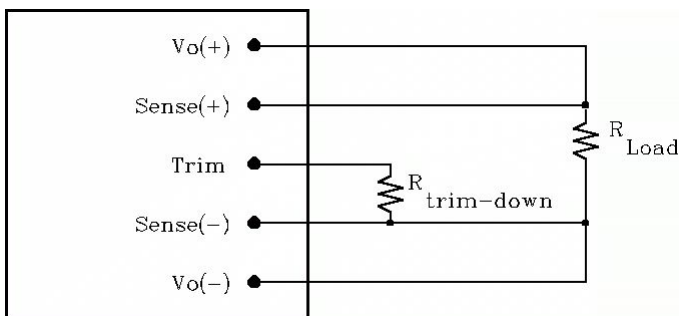 Vo(+)
Sense(+)
R
Load
Trim
R
trim-down
Sense(-)
Vo(-)